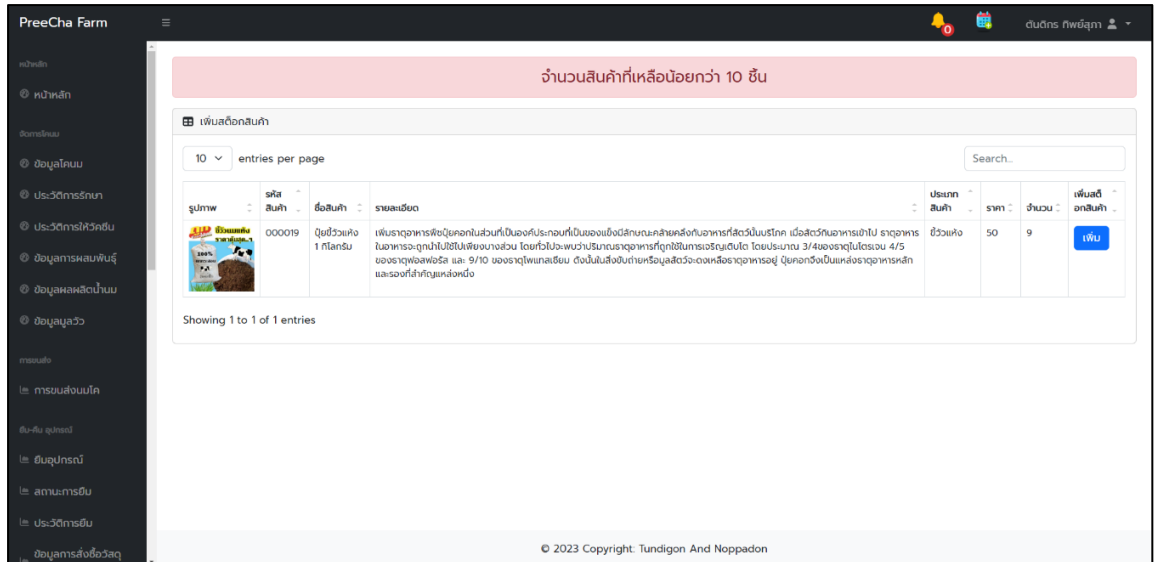 PreeCha Farm
0
ตันดิกร ทิพย์สุภา
หน้าหลัก
หน้าหลัก
จัดการโคนม
ข้อมูลโคนม
ประวัติการรักษา
ประวัติการให้วัคซีน
ข้อมูลการผสมพันธุ์
ข้อมูลผลผลิตน้ำนม
ข้อมูลมูลวัว
การขนส่ง
การขนส่งนมโค
ยืม-คืน อุปกรณ์
ยืมอุปกรณ์
สถานะการยืม
ประวัติการยืม
ข้อมูลการสั่งซื้อวัสดุ
จำนวนสินค้าที่เหลือน้อยกว่า 10 ชิ้น
เพิ่มสต็อกสินค้า
10 entries per page
Search...
รูปภาพ
รหัส
สินค้า
ชื่อสินค้า
รายละเอียด
ประเภท
สินค้า
ราคา
จำนวน
เพิ่มสต็
อกสินค้า
ขี้วัวแห้ง
100%
000019
ปุ๋ยขี้วัวแห้ง
1 กิโลกรัม
เพิ่มธาตุอาหารพืชปุ๋ยคอกในส่วนที่เป็นองค์ประกอบที่เป็นของแข็งมีลักษณะคล้ายคลึงกับอาหารที่สัตว์นั้นบริโภค เมื่อสัตว์กินอาหารเข้าไป ธาตุอาหาร
ในอาหารจะถูกนำไปใช้ไปเพียงบางส่วน โดยทั่วไปจะพบว่าปริมาณธาตุอาหารที่ถูกใช้ในการเจริญเติบโต โดยประมาณ 3/4ของธาตุไนโตรเจน 4/5
ของธาตุฟอสฟอรัส และ 9/10 ของธาตุโพแทสเซียม ดังนั้นในสิ่งขับถ่ายหรือมูลสัตว์จะคงเหลือธาตุอาหารอยู่ ปุ๋ยคอกจึงเป็นแหล่งธาตุอาหารหลัก
และรองที่สำคัญแหล่งหนึ่ง
ขี้วัวแห้ง
50
9
เพิ่ม
Showing 1 to 1 of 1 entries
© 2023 Copyright: Tundigon And Noppadon